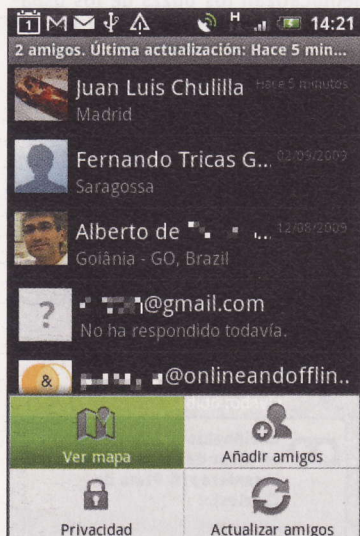 1 H 14:21
2 amigos. Última actualización: Hace 5 min...
Juan Luis Chulilla Hace 5 minutos
Madrid
Fernando Tricas G... 02/09/2009
Saragossa
Alberto de ... 12/08/2009
Goiânia - GO, Brazil
? @gmail.com
No ha respondido todavía.
& @onlineandofflin..
Ver mapa Añadir amigos
Privacidad Actualizar amigos